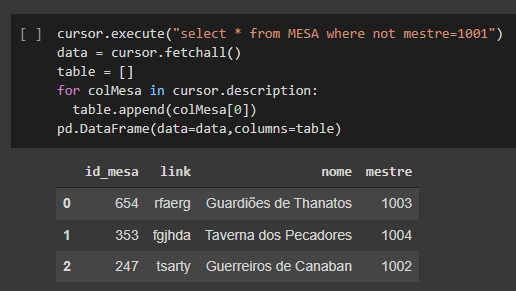 [ ] cursor.execute("select * from MESA where not mestre=1001")
data = cursor.fetchall()
table = []
for colMesa in cursor.description:
  table.append(colMesa[0])
pd.DataFrame(data=data,columns=table)
id_mesa link nome mestre
0 654 rfaerg Guardiões de Thanatos 1003
1 353 fgjhda Taverna dos Pecadores 1004
2 247 tsarty Guerreiros de Canaban 1002